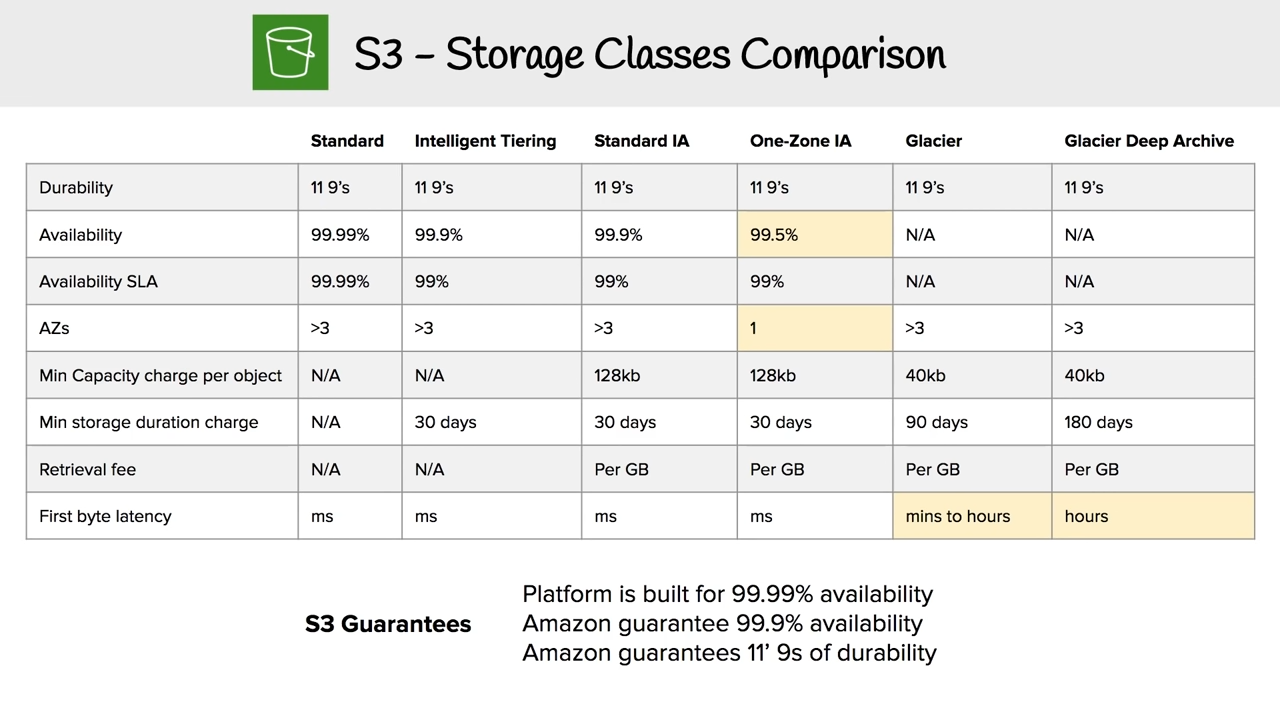 S3 – Storage Classes Comparison
Standard Intelligent Tiering Standard IA One-Zone IA Glacier Glacier Deep Archive
Durability 11 9’s 11 9’s 11 9’s 11 9’s 11 9’s 11 9’s
Availability 99.99% 99.9% 99.9% 99.5% N/A N/A
Availability SLA 99.99% 99% 99% 99% N/A N/A
AZs >3 >3 >3 1 >3 >3
Min Capacity charge per object N/A N/A 128kb 128kb 40kb 40kb
Min storage duration charge N/A 30 days 30 days 30 days 90 days 180 days
Retrieval fee N/A N/A Per GB Per GB Per GB Per GB
First byte latency ms ms ms ms mins to hours hours
Platform is built for 99.99% availability
S3 Guarantees Amazon guarantee 99.9% availability
Amazon guarantees 11’ 9s of durability